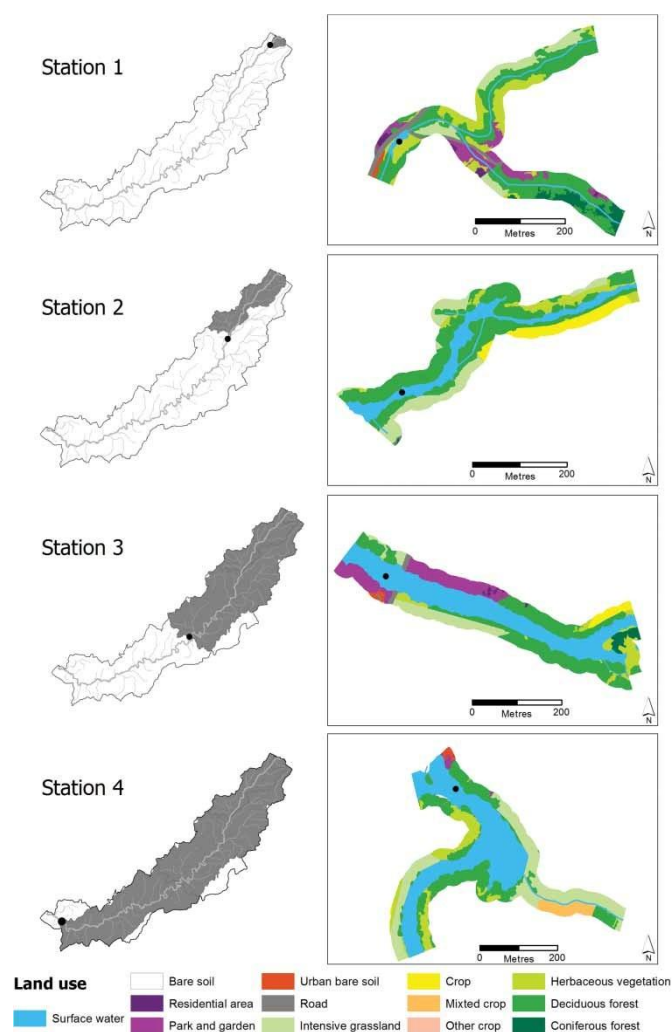 Station 1
0 200
Metres
N
Station 2
0 200
Metres
N
Station 3
0 200
Metres
N
Station 4
0 200
Metres
N
Land use
Bare soil Urban bare soil Crop Herbaceous vegetation
Surface water Residential area Road Mixted crop Deciduous forest
Park and garden Intensive grassland Other crop Coniferous forest